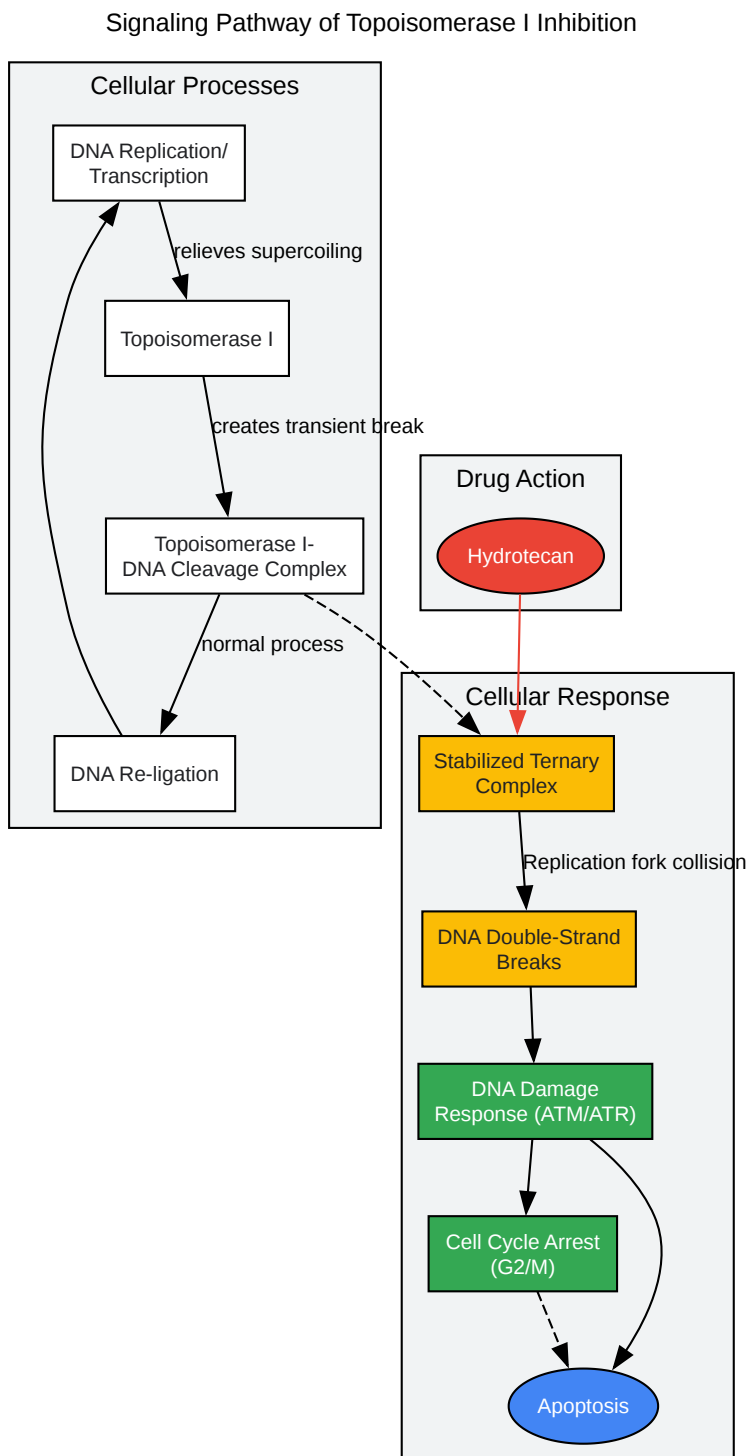 Signaling Pathway of Topoisomerase I Inhibition
Cellular Processes
DNA Replication/
Transcription
relieves supercoiling
Topoisomerase I
creates transient break
Topoisomerase I-
DNA Cleavage Complex
normal process
DNA Re-ligation
Drug Action
Hydrotecan
Cellular Response
Stabilized Ternary
Complex
Replication fork collision
DNA Double-Strand
Breaks
DNA Damage
Response (ATM/ATR)
Cell Cycle Arrest
(G2/M)
Apoptosis